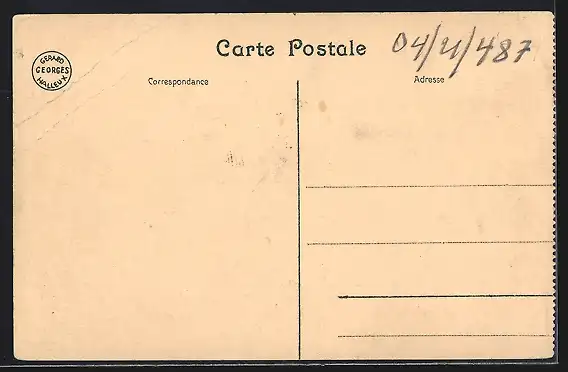 Carte Postale
04/21/487
GERARD
GEORGES
HALLEUX
Correspondance
Adresse